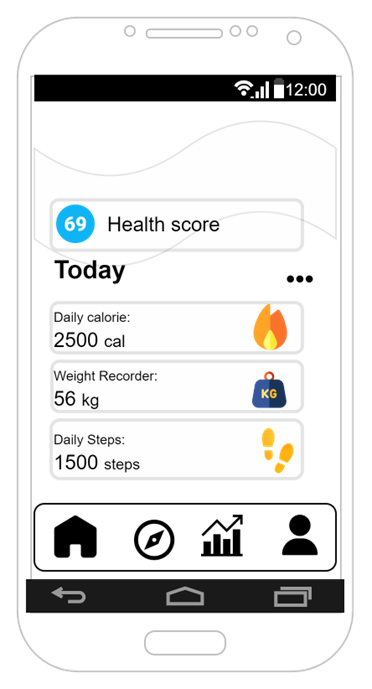 12:00
69 Health score
Today
Daily calorie:
2500 cal
Weight Recorder:
56 kg
KG
Daily Steps:
1500 steps